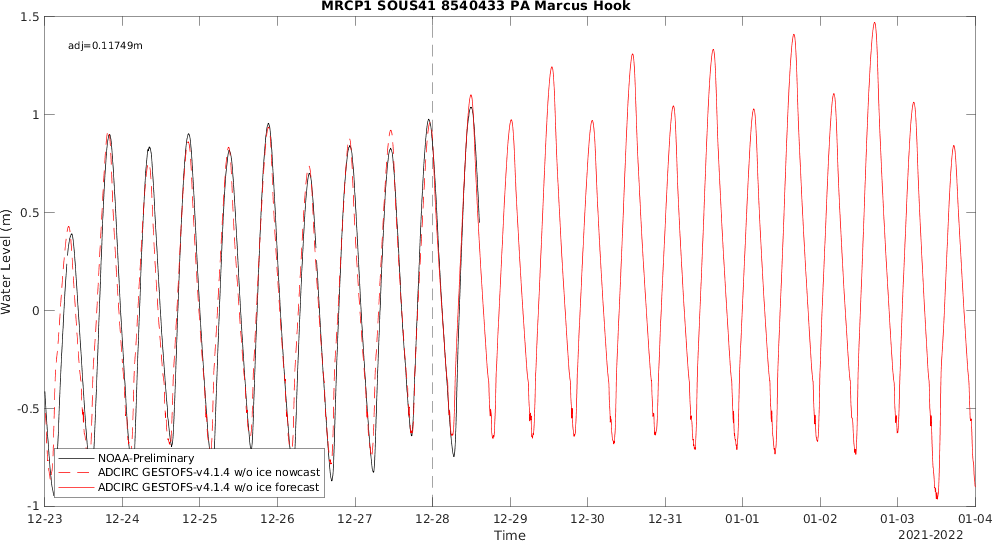 MRCP1 SOUS41 8540433 PA Marcus Hook
1.5
adj=0.11749m
1
0.5
Water Level (m)
0
-0.5
NOAA-Preliminary
ADCIRC GESTOFS-v4.1.4 w/o ice nowcast
ADCIRC GESTOFS-v4.1.4 w/o ice forecast
-1
12-23 12-24 12-25 12-26 12-27 12-28 12-29 12-30 12-31 01-01 01-02 01-03 01-04
Time
2021-2022